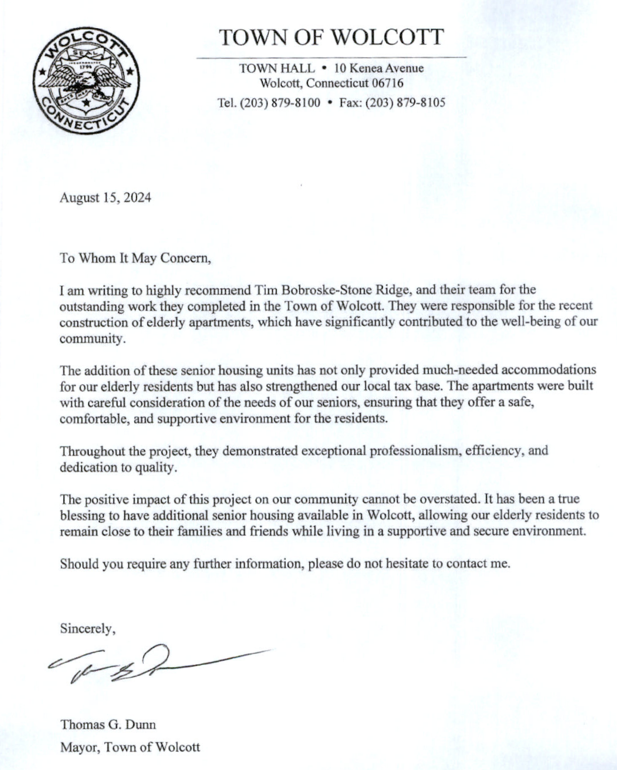 WOLCOTT
SEAL
1796
CONNECTICUT
TOWN OF WOLCOTT
TOWN HALL • 10 Kenea Avenue
Wolcott, Connecticut 06716
Tel. (203) 879-8100 • Fax: (203) 879-8105
August 15, 2024
To Whom It May Concern,
I am writing to highly recommend Tim Bobroske-Stone Ridge, and their team for the
outstanding work they completed in the Town of Wolcott. They were responsible for the recent
construction of elderly apartments, which have significantly contributed to the well-being of our
community.
The addition of these senior housing units has not only provided much-needed accommodations
for our elderly residents but has also strengthened our local tax base. The apartments were built
with careful consideration of the needs of our seniors, ensuring that they offer a safe,
comfortable, and supportive environment for the residents.
Throughout the project, they demonstrated exceptional professionalism, efficiency, and
dedication to quality.
The positive impact of this project on our community cannot be overstated. It has been a true
blessing to have additional senior housing available in Wolcott, allowing our elderly residents to
remain close to their families and friends while living in a supportive and secure environment.
Should you require any further information, please do not hesitate to contact me.
Sincerely,
Thomas G. Dunn
Mayor, Town of Wolcott